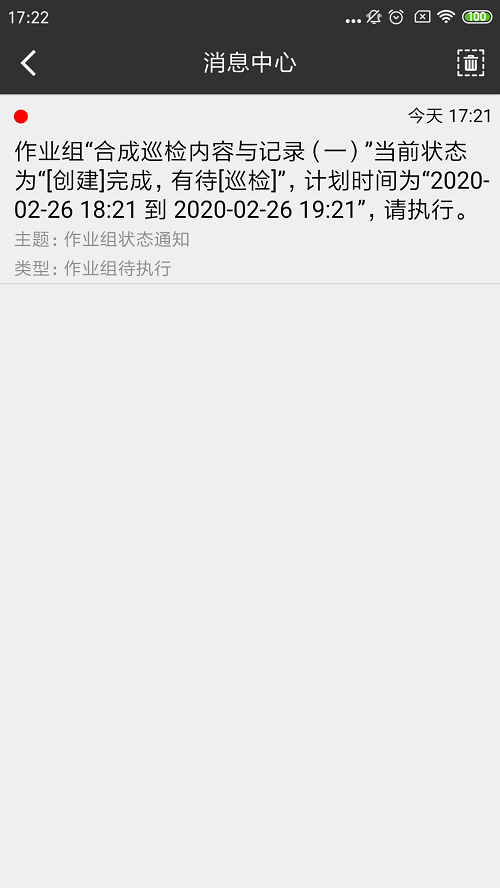 17:22
100
消息中心
今天 17:21
作业组“合成巡检内容与记录（一）”当前状态
为“[创建]完成，有待[巡检]”，计划时间为“2020-
02-26 18:21 到 2020-02-26 19:21”，请执行。
主题：作业组状态通知
类型：作业组待执行